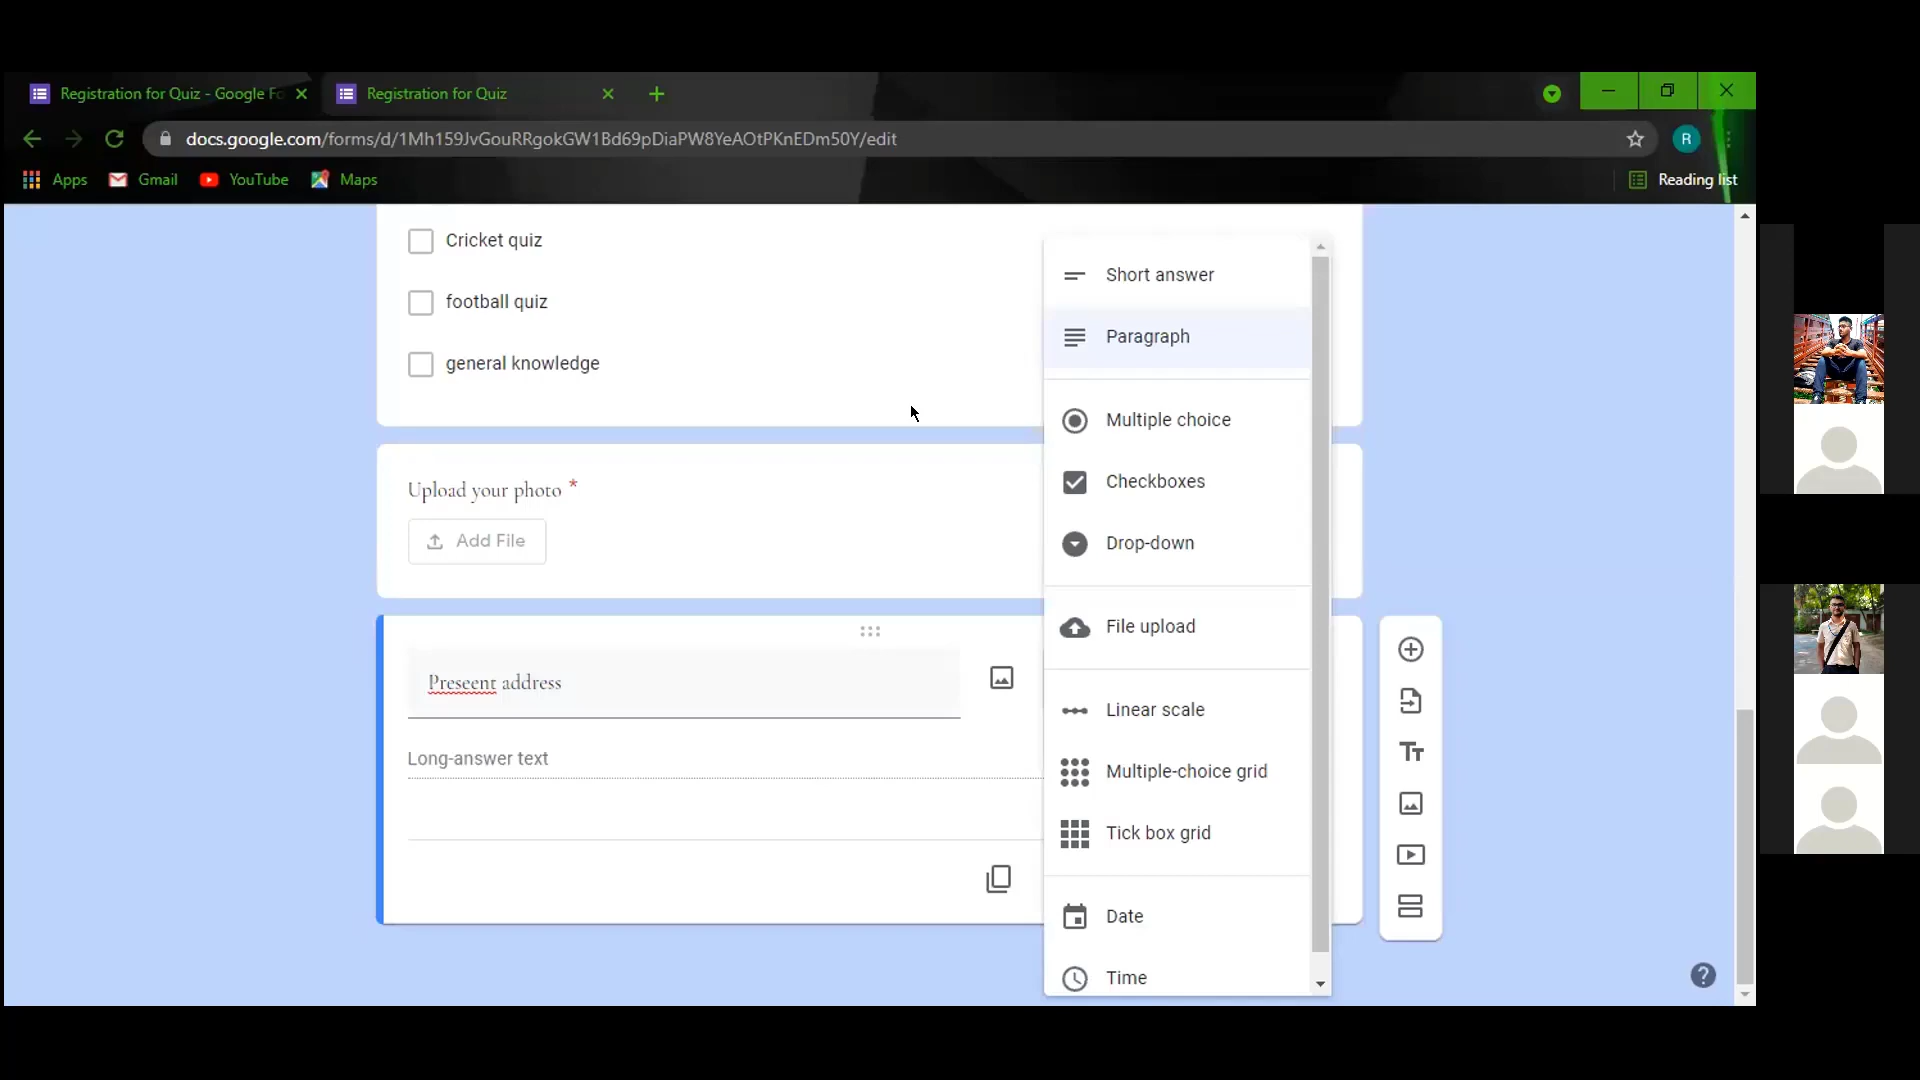 Registration for Quiz - Google Fo
Registration for Quiz
docs.google.com/forms/d/1Mh159JvGouRRgokGW1Bd69pDiaPW8YeAOtPKnEDm50Y/edit
R
Apps
Gmail
YouTube
Maps
Reading list
Cricket quiz
football quiz
general knowledge
Upload your photo *
Add File
Preseent address
Long-answer text
Short answer
Paragraph
Multiple choice
Checkboxes
Drop-down
File upload
Linear scale
Multiple-choice grid
Tick box grid
Date
Time